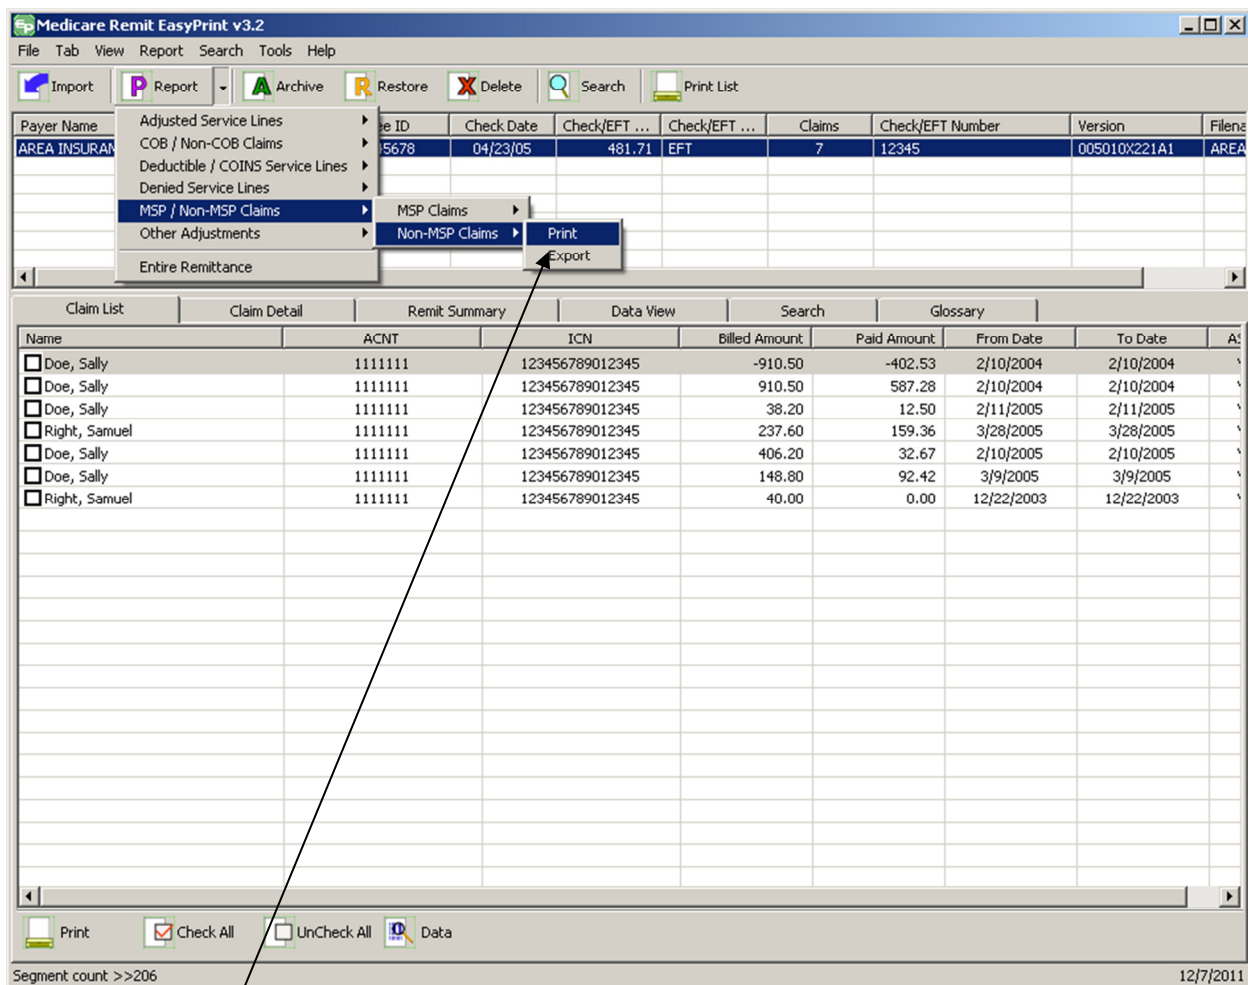 Medicare Remit EasyPrint v3.2
File Tab View Report Search Tools Help
Import Report Archive Restore Delete Search Print List
Payer Name ee ID Check Date Check/EFT ... Check/EFT ... Claims Check/EFT Number Version Filena
AREA INSURAN 45678 04/23/05 481.71 EFT 7 12345 005010X221A1 AREA
Adjusted Service Lines
COB / Non-COB Claims
Deductible / COINS Service Lines
Denied Service Lines
MSP / Non-MSP Claims MSP Claims
Other Adjustments Non-MSP Claims Print
Export
Entire Remittance
Claim List Claim Detail Remit Summary Data View Search Glossary
Name ACNT ICN Billed Amount Paid Amount From Date To Date AS
Doe, Sally 1111111 123456789012345 -910.50 -402.53 2/10/2004 2/10/2004
Doe, Sally 1111111 123456789012345 910.50 587.28 2/10/2004 2/10/2004
Doe, Sally 1111111 123456789012345 38.20 12.50 2/11/2005 2/11/2005
Right, Samuel 1111111 123456789012345 237.60 159.36 3/28/2005 3/28/2005
Doe, Sally 1111111 123456789012345 406.20 32.67 2/10/2005 2/10/2005
Doe, Sally 1111111 123456789012345 148.80 92.42 3/9/2005 3/9/2005
Right, Samuel 1111111 123456789012345 40.00 0.00 12/22/2003 12/22/2003
Print Check All UnCheck All Data
Segment count >>206 12/7/2011